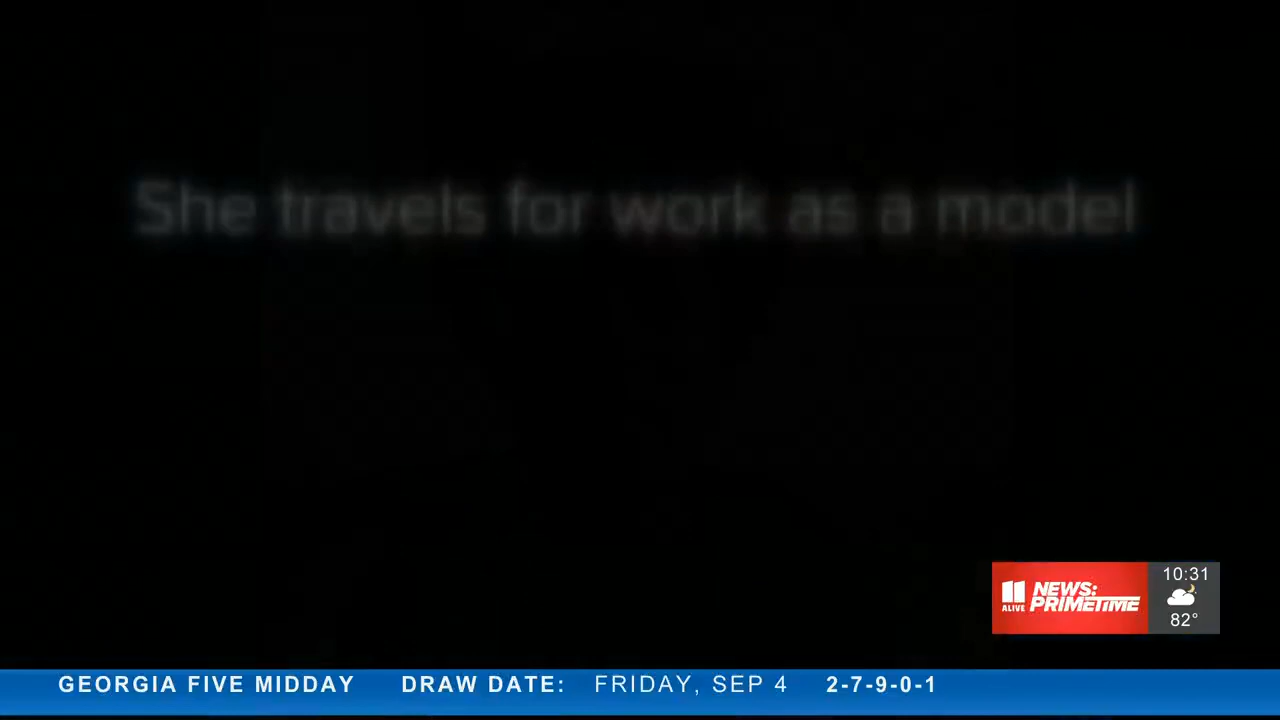 She travels for work as a model
11 ALIVE NEWS: PRIMETIME
10:31
82°
GEORGIA FIVE MIDDAY DRAW DATE: FRIDAY, SEP 4 2-7-9-0-1